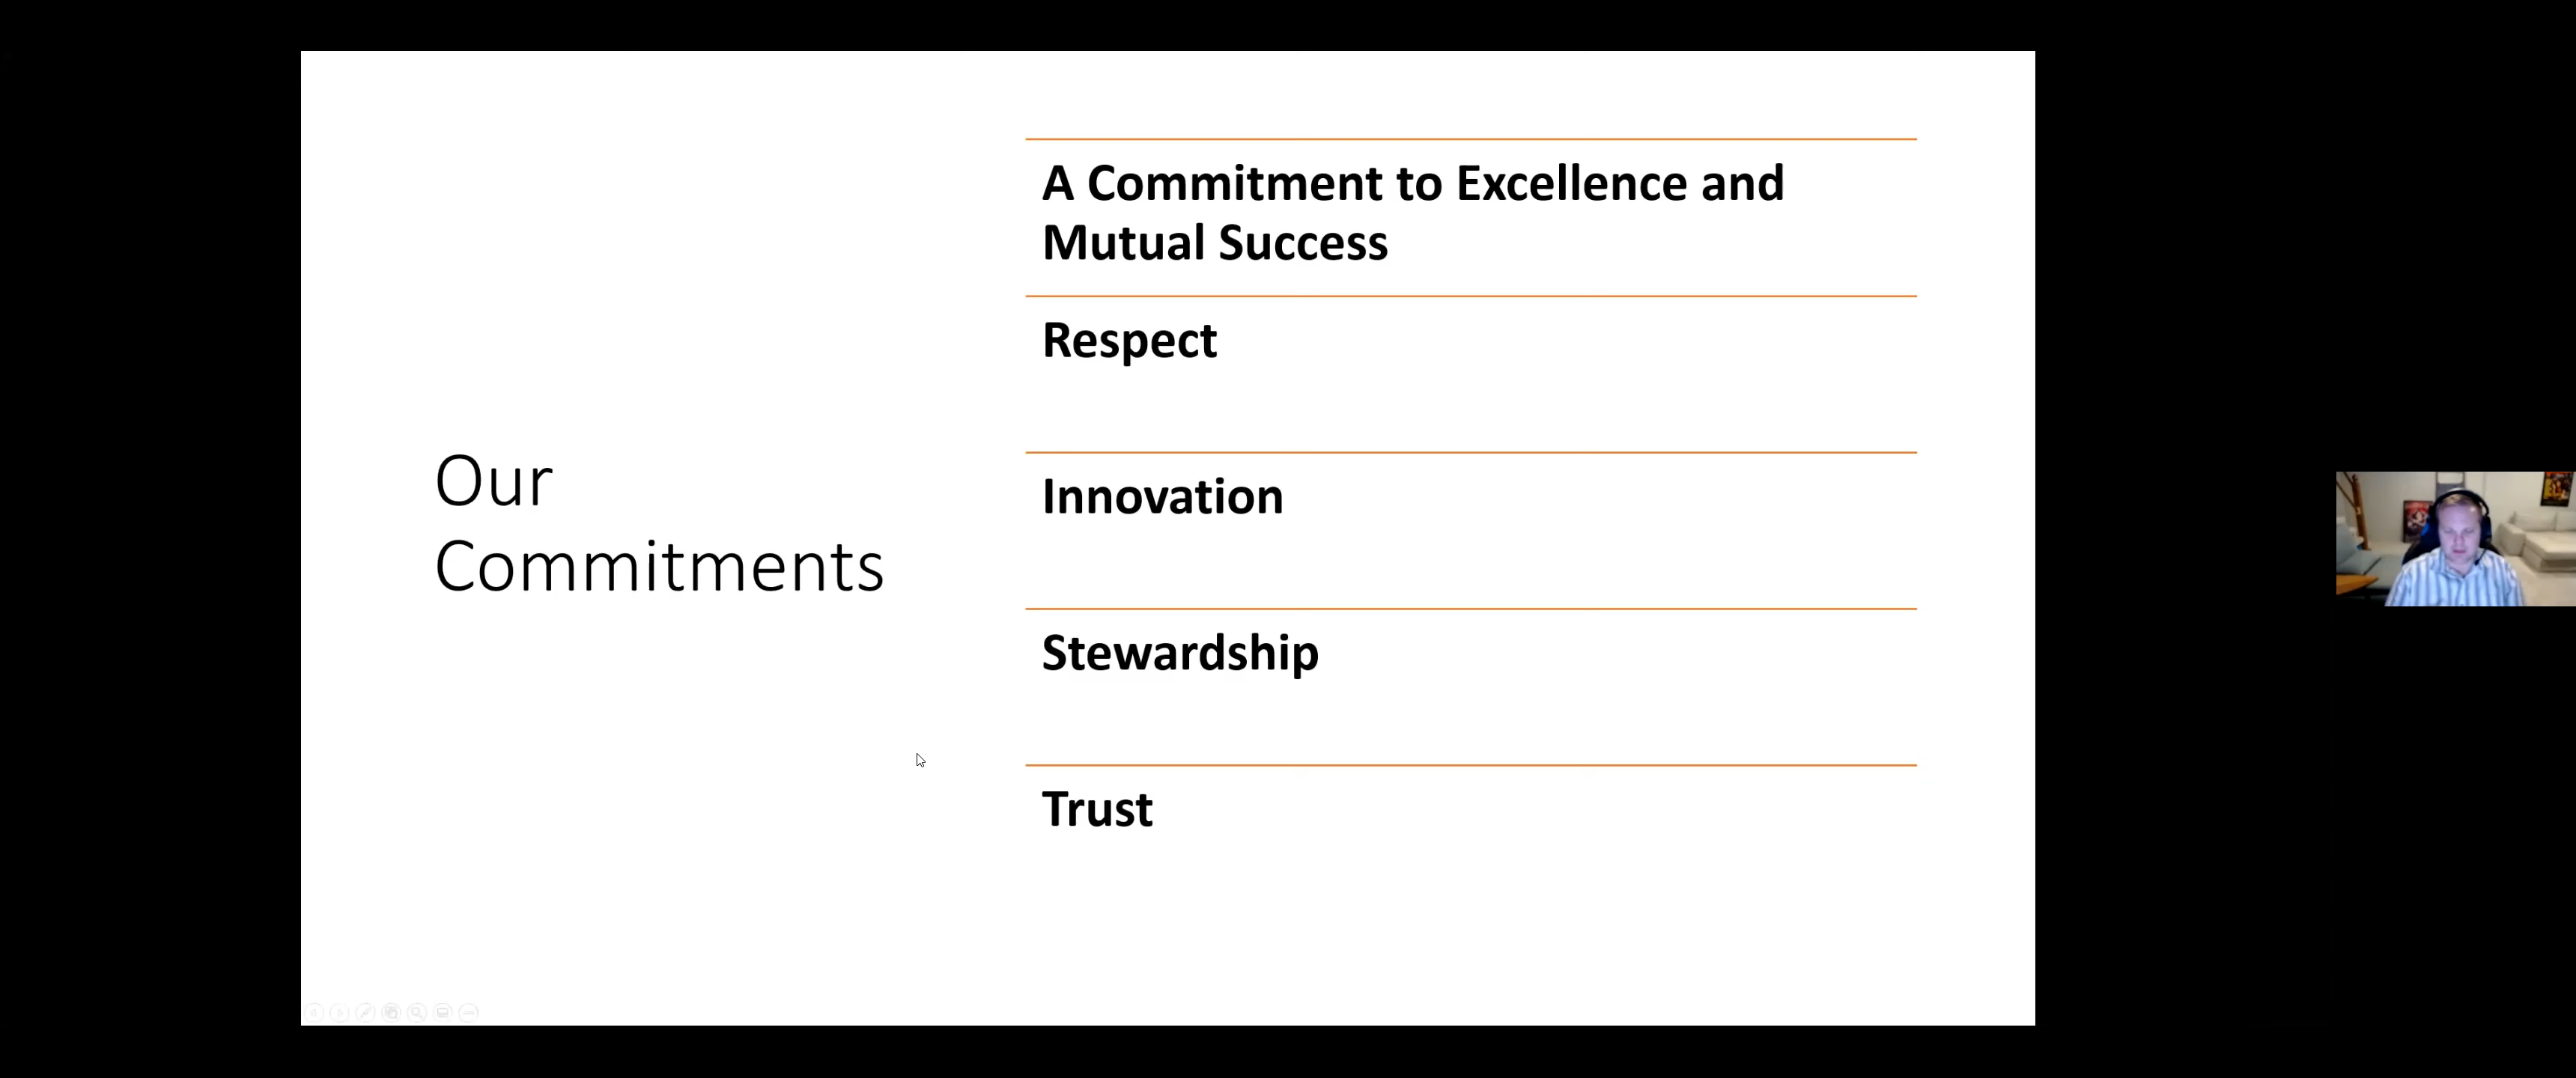 Our
Commitments
A Commitment to Excellence and
Mutual Success
Respect
Innovation
Stewardship
Trust